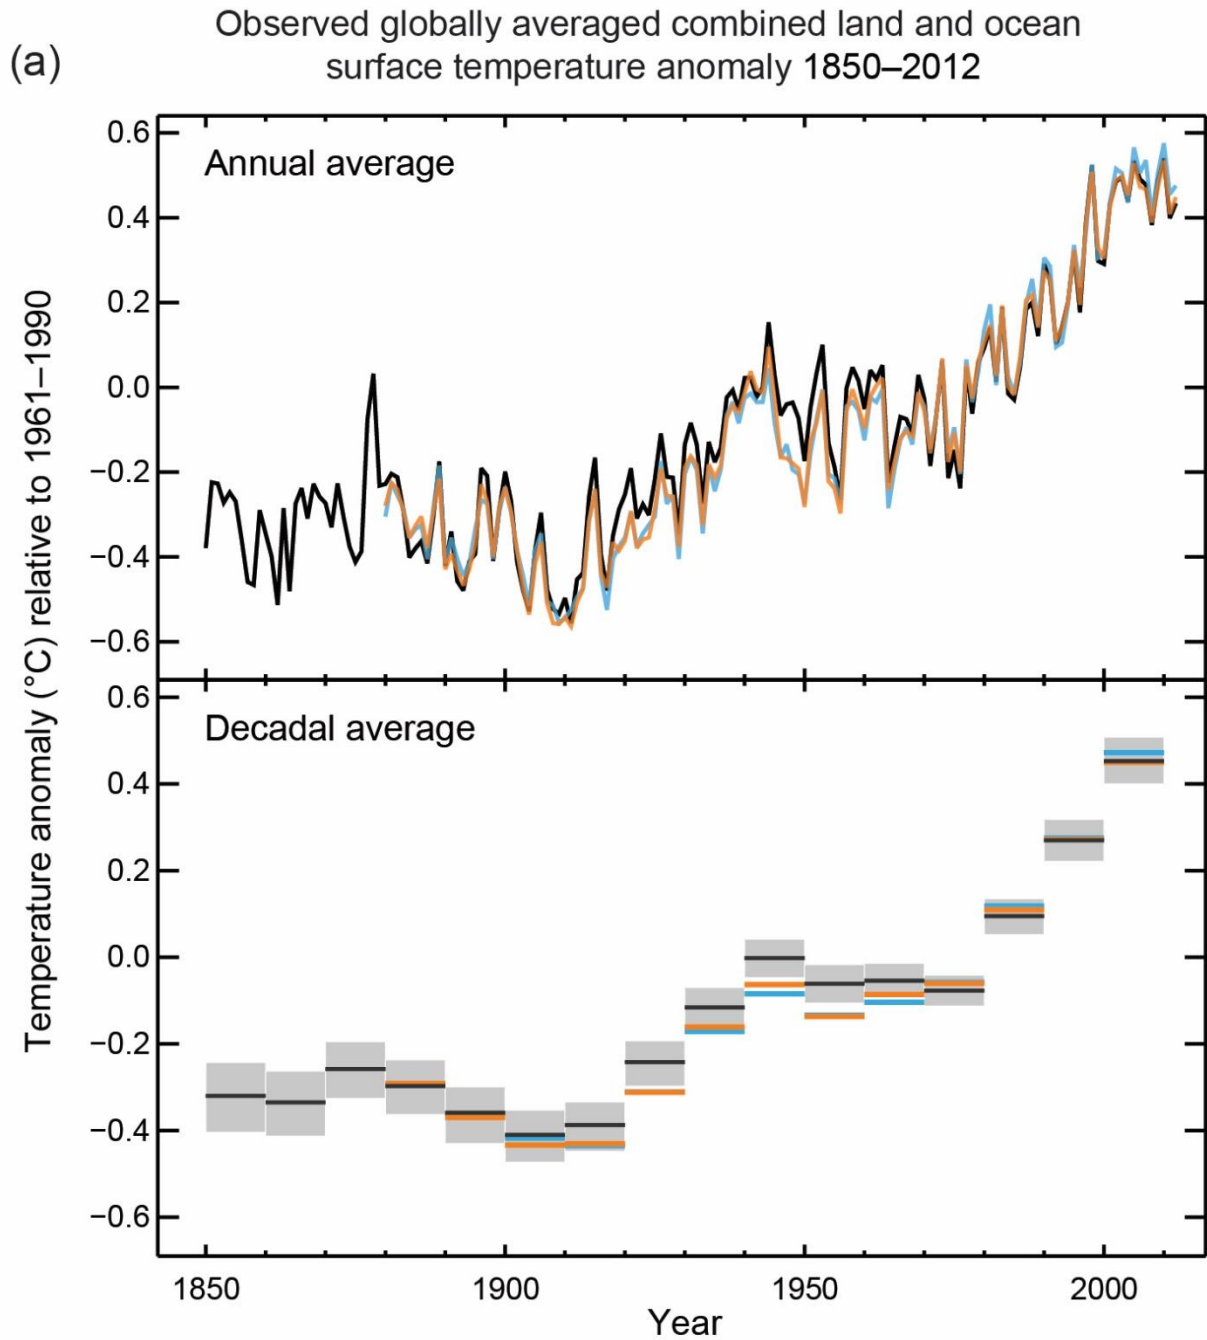 Observed globally averaged combined land and ocean
(a)
surface temperature anomaly 1850–2012
Temperature anomaly (°C) relative to 1961–1990
Annual average
0.6
0.4
0.2
0.0
−0.2
−0.4
−0.6
Decadal average
0.6
0.4
0.2
0.0
−0.2
−0.4
−0.6
1850 1900 1950 2000
Year